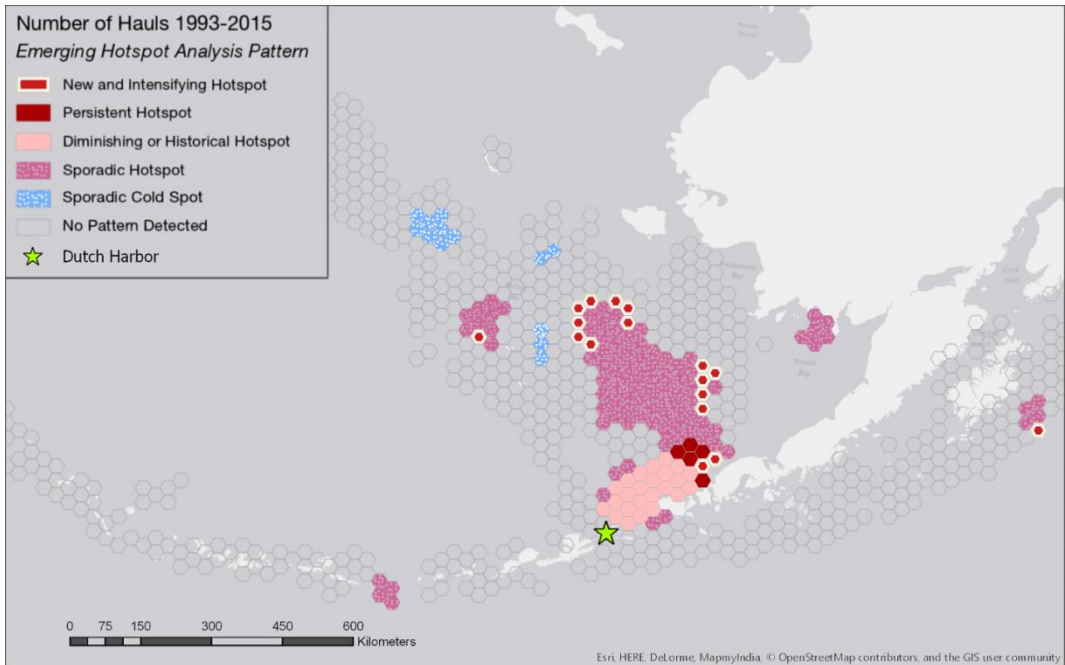 Number of Hauls 1993-2015
Emerging Hotspot Analysis Pattern
New and Intensifying Hotspot
Persistent Hotspot
Diminishing or Historical Hotspot
Sporadic Hotspot
Sporadic Cold Spot
No Pattern Detected
Dutch Harbor
0 75 150 300 450 600
Kilometers
Esri, HERE, DeLorme, MapmyIndia, © OpenStreetMap contributors, and the GIS user community